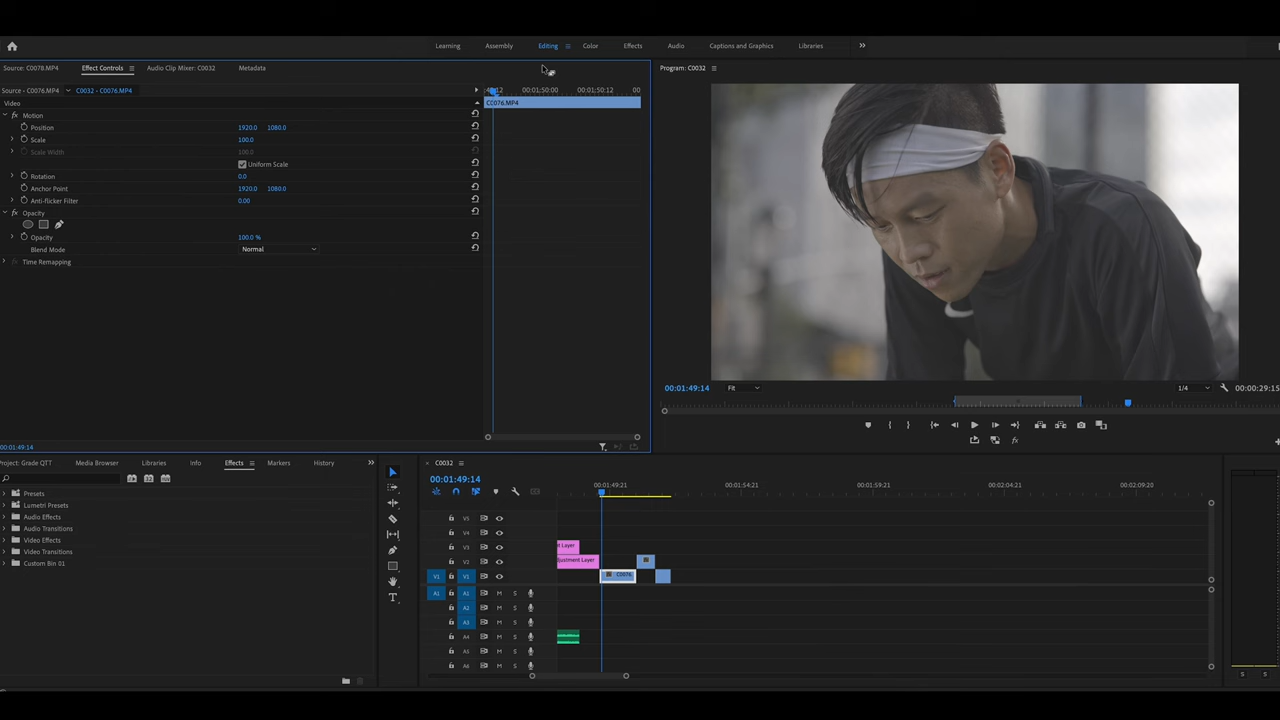 Learning Assembly Editing Color Effects Audio Captions and Graphics Libraries
Source: C0078.MP4 Effect Controls Audio Clip Mixer: C0032 Metadata
Program: C0032
Source - C0076.MP4 C0032 - C0076.MP4
00:01:50:00 00:01:50:12 00
Video
C0076.MP4
fx Motion
Position 1920.0 1080.0
Scale 100.0
Scale Width 100.0
Uniform Scale
Rotation 0.0
Anchor Point 1920.0 1080.0
Anti-flicker Filter 0.00
fx Opacity
Opacity 100.0 %
Blend Mode Normal
Time Remapping
00:01:49:14 Fit 1/4 00:00:29:15
00:01:49:14
Project: Grade QTT Media Browser Libraries Info Effects Markers History
C0032
00:01:49:14
00:01:49:21 00:01:54:21 00:01:59:21 00:02:04:21 00:02:09:20
Presets
Lumetri Presets
Audio Effects
Audio Transitions
Video Effects
Video Transitions
Custom Bin 01
V5
V4
V3 t Layer
V2 justment Layer
V1 V1 C0076
A1 A1 M S
A2 M S
A3 M S
A4 M S
A5 M S
A6 M S
S S